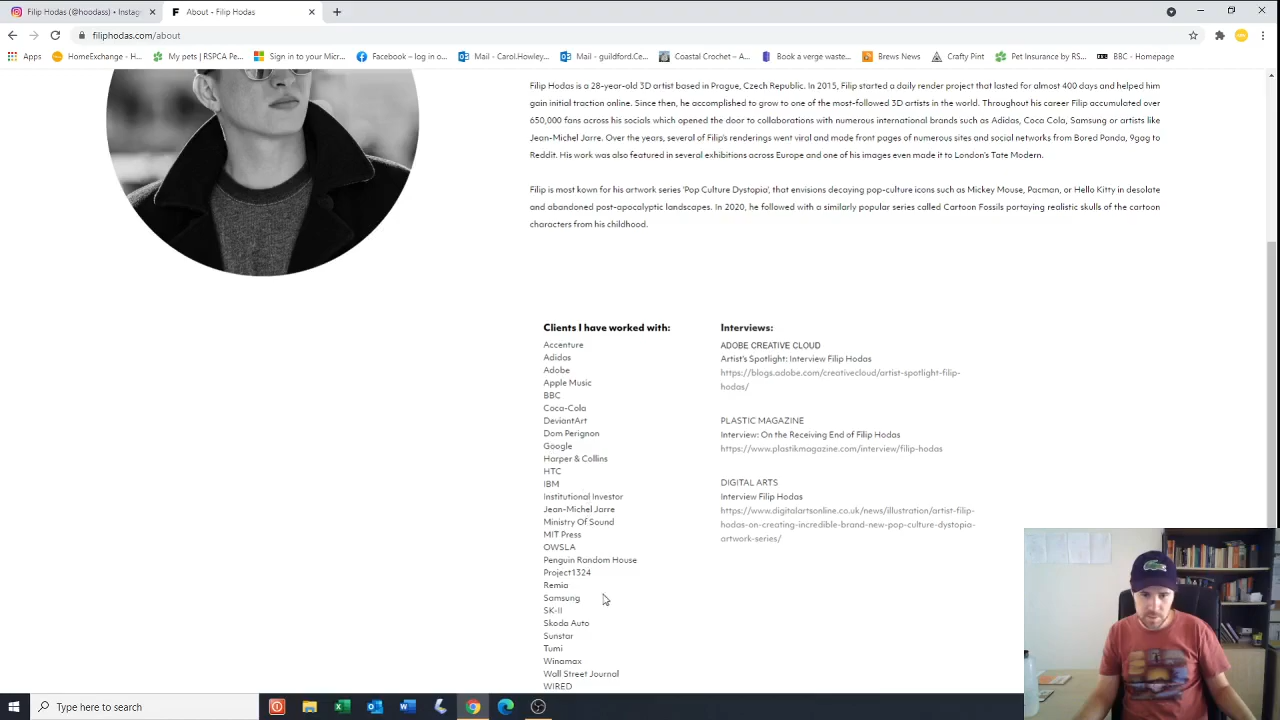 Filip Hodas (@hoodass) • Instag
About - Filip Hodas
filiphodas.com/about
Apps
HomeExchange - H...
My pets | RSPCA Pe...
Sign in to your Micr...
Facebook – log in o...
Mail - Carol.Howley...
Mail - guildford.Ce...
Coastal Crochet – A...
Book a verge waste...
Brews News
Crafty Pint
Pet Insurance by RS...
BBC - Homepage
Filip Hodas is a 28-year-old 3D artist based in Prague, Czech Republic. In 2015, Filip started a daily render project that lasted for almost 400 days and helped him
gain initial traction online. Since then, he accomplished to grow to one of the most-followed 3D artists in the world. Throughout his career Filip accumulated over
650,000 fans across his socials which opened the door to collaborations with numerous international brands such as Adidas, Coca Cola, Samsung or artists like
Jean-Michel Jarre. Over the years, several of Filip's renderings went viral and made front pages of numerous sites and social networks from Bored Panda, 9gag to
Reddit. His work was also featured in several exhibitions across Europe and one of his images even made it to London's Tate Modern.
Filip is most kown for his artwork series 'Pop Culture Dystopia', that envisions decaying pop-culture icons such as Mickey Mouse, Pacman, or Hello Kitty in desolate
and abandoned post-apocalyptic landscapes. In 2020, he followed with a similarly popular series called Cartoon Fossils portoying realistic skulls of the cartoon
characters from his childhood.
Clients I have worked with:
Accenture
Adidas
Adobe
Apple Music
BBC
Coca-Cola
DeviantArt
Dom Perignon
Google
Harper & Collins
HTC
IBM
Institutional Investor
Jean-Michel Jarre
Ministry Of Sound
MIT Press
OWSLA
Penguin Random House
Project1324
Remia
Samsung
SK-II
Skoda Auto
Sunstar
Tumi
Winamax
Wall Street Journal
WIRED
Interviews:
ADOBE CREATIVE CLOUD
Artist's Spotlight: Interview Filip Hodas
https://blogs.adobe.com/creativecloud/artist-spotlight-filip-
hodas/
PLASTIC MAGAZINE
Interview: On the Receiving End of Filip Hodas
https://www.plastikmagazine.com/interview/filip-hodas
DIGITAL ARTS
Interview Filip Hodas
https://www.digitalartsonline.co.uk/news/illustration/artist-filip-
hodas-on-creating-incredible-brand-new-pop-culture-dystopia-
artwork-series/
Type here to search